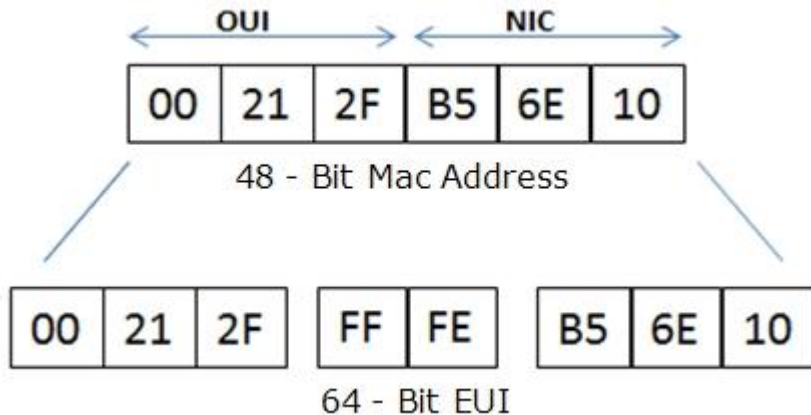 OUI NIC
00 21 2F B5 6E 10
48 - Bit Mac Address
00 21 2F FF FE B5 6E 10
64 - Bit EUI